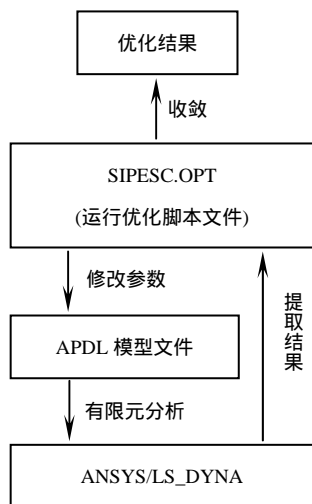 优化结果
收敛
SIPESC.OPT
(运行优化脚本文件)
修改参数
提取结果
APDL 模型文件
有限元分析
ANSYS/LS_DYNA